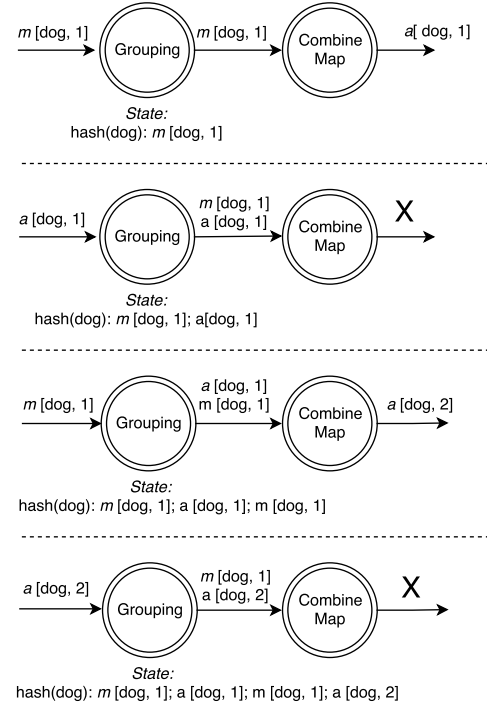 m [dog, 1]
Grouping
m [dog, 1]
Combine
Map
a[ dog, 1]
State:
hash(dog): m [dog, 1]
a [dog, 1]
Grouping
m [dog, 1]
a [dog, 1]
Combine
Map
X
State:
hash(dog): m [dog, 1]; a[dog, 1]
m [dog, 1]
Grouping
a [dog, 1]
m [dog, 1]
Combine
Map
a [dog, 2]
State:
hash(dog): m [dog, 1]; a [dog, 1]; m [dog, 1]
a [dog, 2]
Grouping
m [dog, 1]
a [dog, 2]
Combine
Map
X
State:
hash(dog): m [dog, 1]; a [dog, 1]; m [dog, 1]; a [dog, 2]